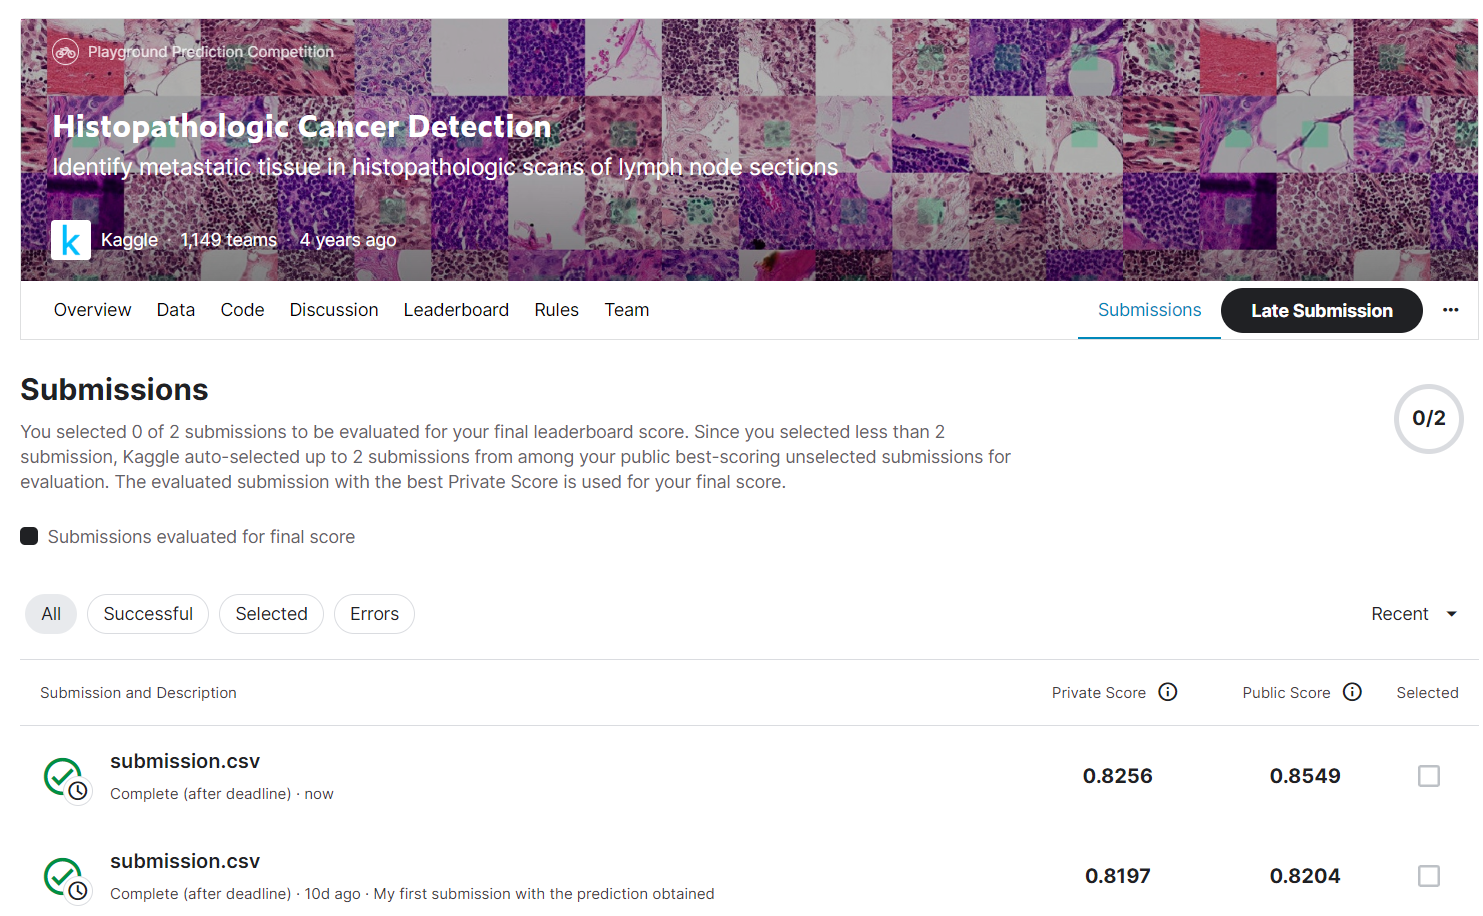 Playground Prediction Competition
Histopathologic Cancer Detection
Identify metastatic tissue in histopathologic scans of lymph node sections
k
Kaggle · 1,149 teams · 4 years ago
Overview Data Code Discussion Leaderboard Rules Team Submissions Late Submission ...
Submissions
0/2
You selected 0 of 2 submissions to be evaluated for your final leaderboard score. Since you selected less than 2
submission, Kaggle auto-selected up to 2 submissions from among your public best-scoring unselected submissions for
evaluation. The evaluated submission with the best Private Score is used for your final score.
Submissions evaluated for final score
All Successful Selected Errors Recent
Submission and Description Private Score Public Score Selected
submission.csv
Complete (after deadline) · now
0.8256 0.8549
submission.csv
Complete (after deadline) · 10d ago · My first submission with the prediction obtained
0.8197 0.8204